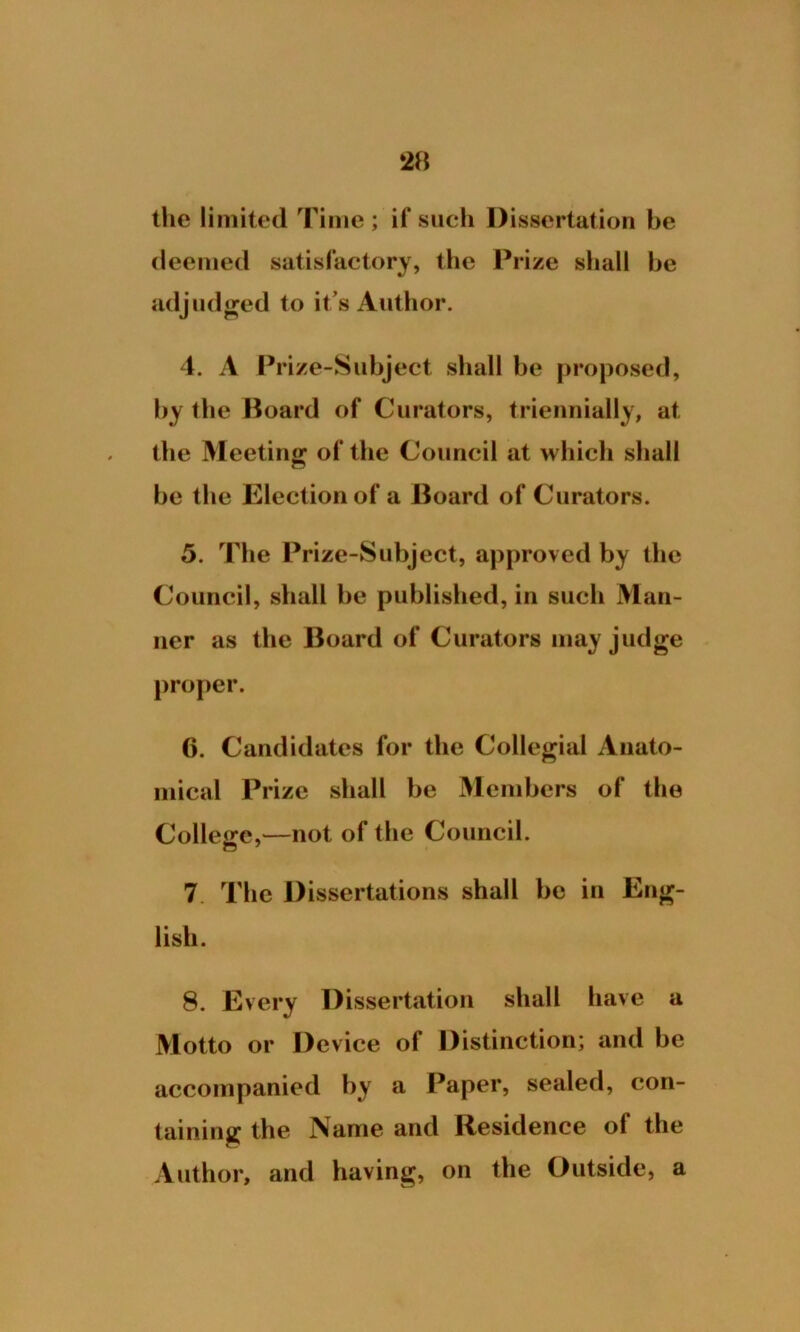 28
the limited Time ; if such Dissertation be
deemed satisfactory, the Prize shall be
adjudged to it's Author.
4. A Prize-Subject shall be proposed,
by the Board of Curators, triennially, at
the Meeting of the Council at which shall
be the Election of a Board of Curators.
5. The Prize-Subject, approved by the
Council, shall be published, in such Man-
ner as the Board of Curators may judge
proper.
6. Candidates for the Collegial Anato-
mical Prize shall be Members of the
College,—not of the Council.
7 The Dissertations shall be in Eng-
lish.
8. Every Dissertation shall have a
Motto or Device of Distinction; and be
accompanied by a Paper, sealed, con-
taining the Name and Residence of the
Author, and having, on the Outside, a